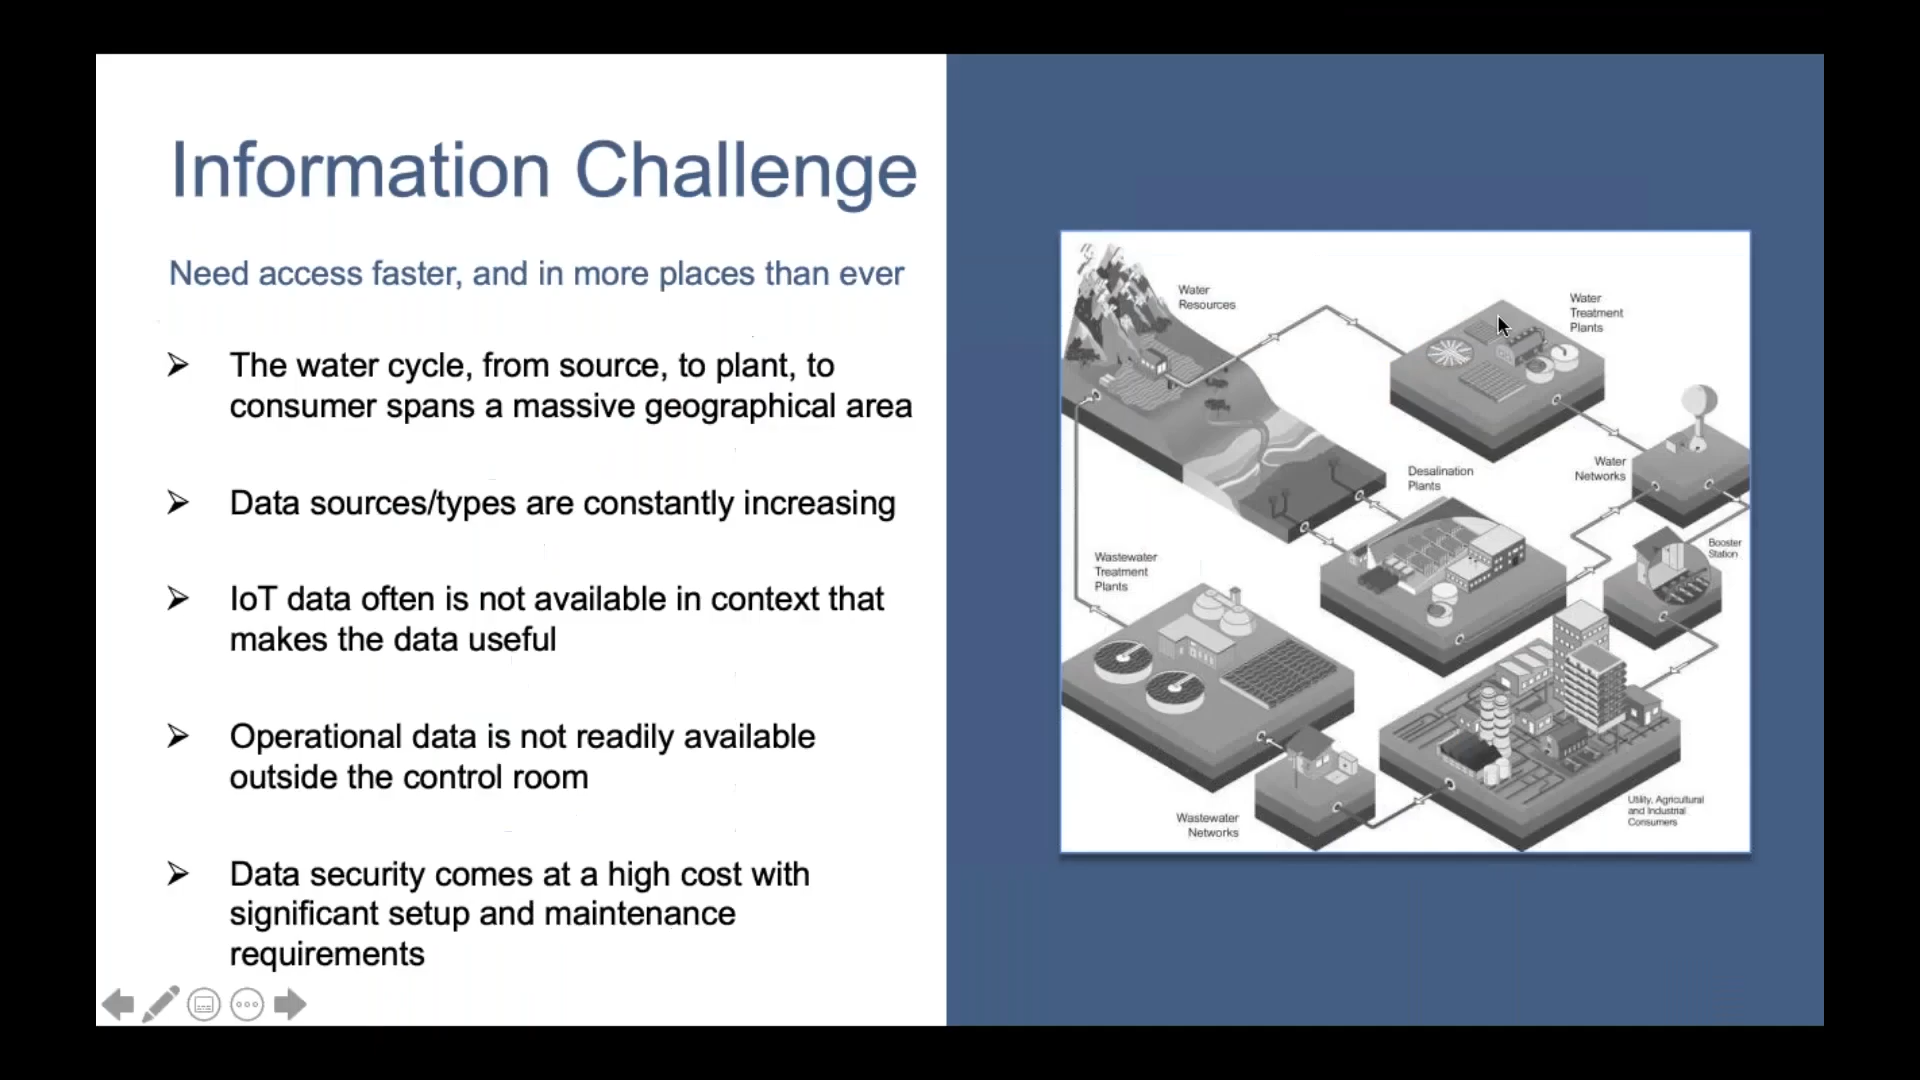 Information Challenge
Need access faster, and in more places than ever
The water cycle, from source, to plant, to
consumer spans a massive geographical area
Data sources/types are constantly increasing
IoT data often is not available in context that
makes the data useful
Operational data is not readily available
outside the control room
Data security comes at a high cost with
significant setup and maintenance
requirements
Water
Resources
Water
Treatment
Plants
Water
Networks
Desalination
Plants
Booster
Station
Wastewater
Treatment
Plants
Utility, Agricultural
and Industrial
Consumers
Wastewater
Networks